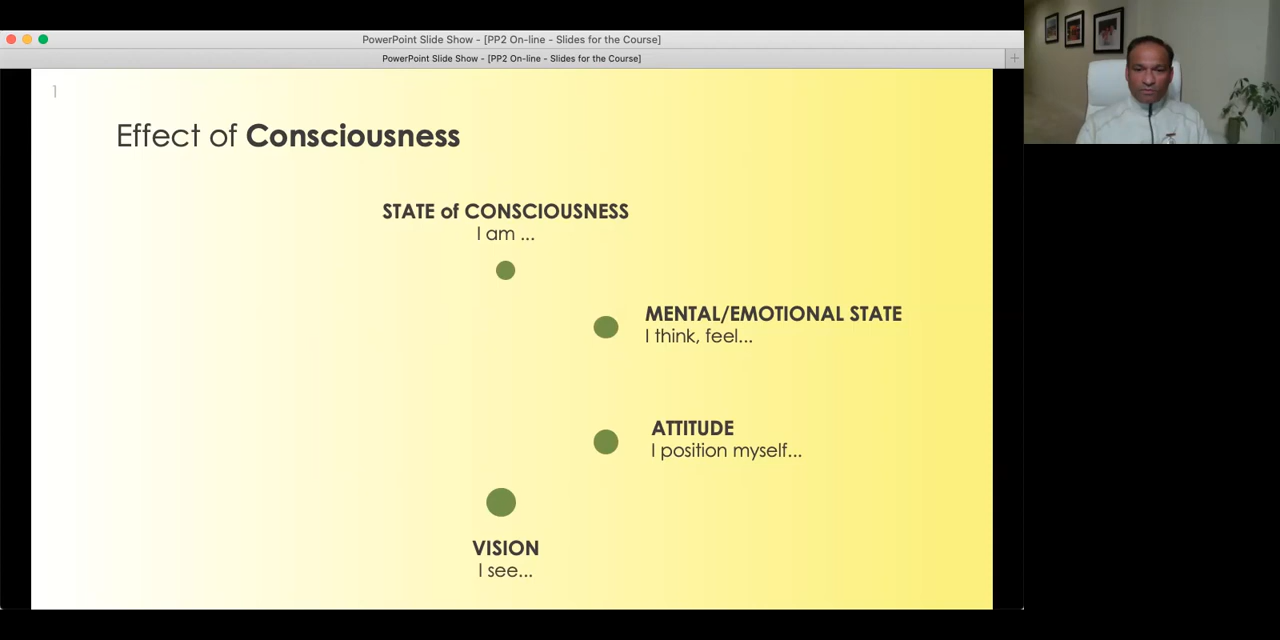 PowerPoint Slide Show - [PP2 On-line - Slides for the Course]
PowerPoint Slide Show - [PP2 On-line - Slides for the Course]
1
Effect of Consciousness
STATE of CONSCIOUSNESS
I am ...
MENTAL/EMOTIONAL STATE
I think, feel...
ATTITUDE
I position myself...
VISION
I see...